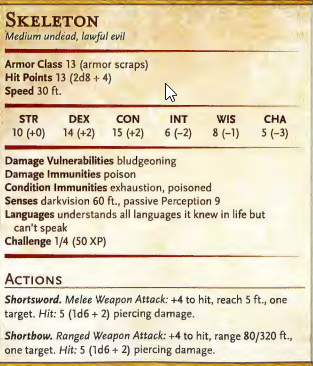 SKELETON
Medium undead, lawful evil
Armor Class 13 (armor scraps)
Hit Points 13 (2d8 + 4)
Speed 30 ft.
STR DEX CON INT WIS CHA
10 (+0) 14 (+2) 15 (+2) 6 (−2) 8 (−1) 5 (−3)
Damage Vulnerabilities bludgeoning
Damage Immunities poison
Condition Immunities exhaustion, poisoned
Senses darkvision 60 ft., passive Perception 9
Languages understands all languages it knew in life but
can't speak
Challenge 1/4 (50 XP)
ACTIONS
Shortsword. Melee Weapon Attack: +4 to hit, reach 5 ft., one
target. Hit: 5 (1d6 + 2) piercing damage.
Shortbow. Ranged Weapon Attack: +4 to hit, range 80/320 ft.,
one target. Hit: 5 (1d6 + 2) piercing damage.